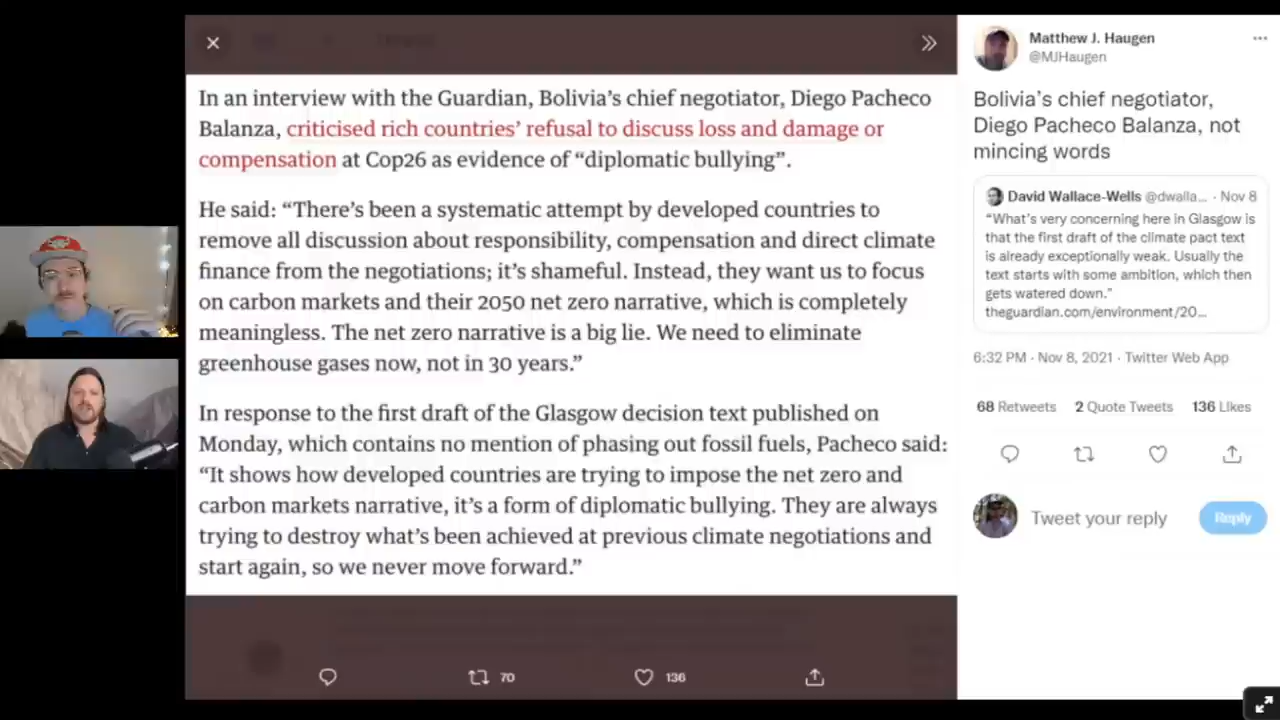 In an interview with the Guardian, Bolivia’s chief negotiator, Diego Pacheco
Balanza, criticised rich countries’ refusal to discuss loss and damage or
compensation at Cop26 as evidence of “diplomatic bullying”.
He said: “There’s been a systematic attempt by developed countries to
remove all discussion about responsibility, compensation and direct climate
finance from the negotiations; it’s shameful. Instead, they want us to focus
on carbon markets and their 2050 net zero narrative, which is completely
meaningless. The net zero narrative is a big lie. We need to eliminate
greenhouse gases now, not in 30 years.”
In response to the first draft of the Glasgow decision text published on
Monday, which contains no mention of phasing out fossil fuels, Pacheco said:
“It shows how developed countries are trying to impose the net zero and
carbon markets narrative, it’s a form of diplomatic bullying. They are always
trying to destroy what’s been achieved at previous climate negotiations and
start again, so we never move forward.”
70
136
Matthew J. Haugen
@MJHaugen
Bolivia’s chief negotiator,
Diego Pacheco Balanza, not
mincing words
David Wallace-Wells @dwalla... · Nov 8
“What’s very concerning here in Glasgow is
that the first draft of the climate pact text
is already exceptionally weak. Usually the
text starts with some ambition, which then
gets watered down.”
theguardian.com/environment/20...
6:32 PM · Nov 8, 2021 · Twitter Web App
68 Retweets 2 Quote Tweets 136 Likes
Tweet your reply
Reply